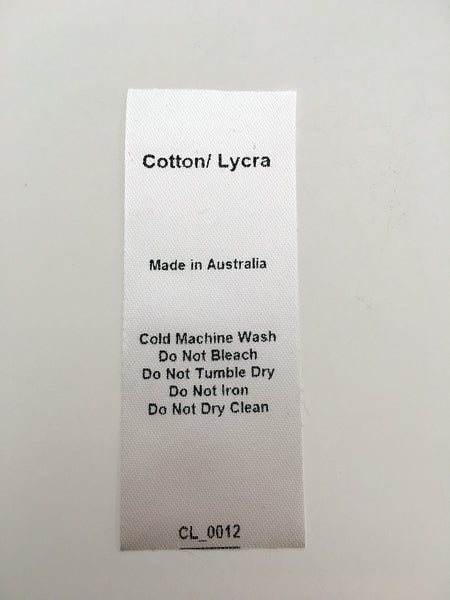 Cotton/ Lycra
Made in Australia
Cold Machine Wash
Do Not Bleach
Do Not Tumble Dry
Do Not Iron
Do Not Dry Clean
CL_0012